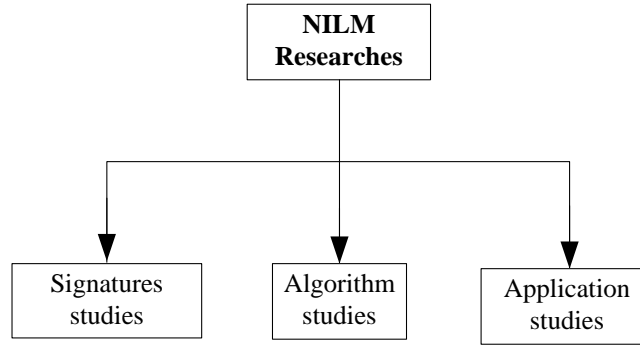 NILM
Researches
Signatures
studies
Algorithm
studies
Application
studies